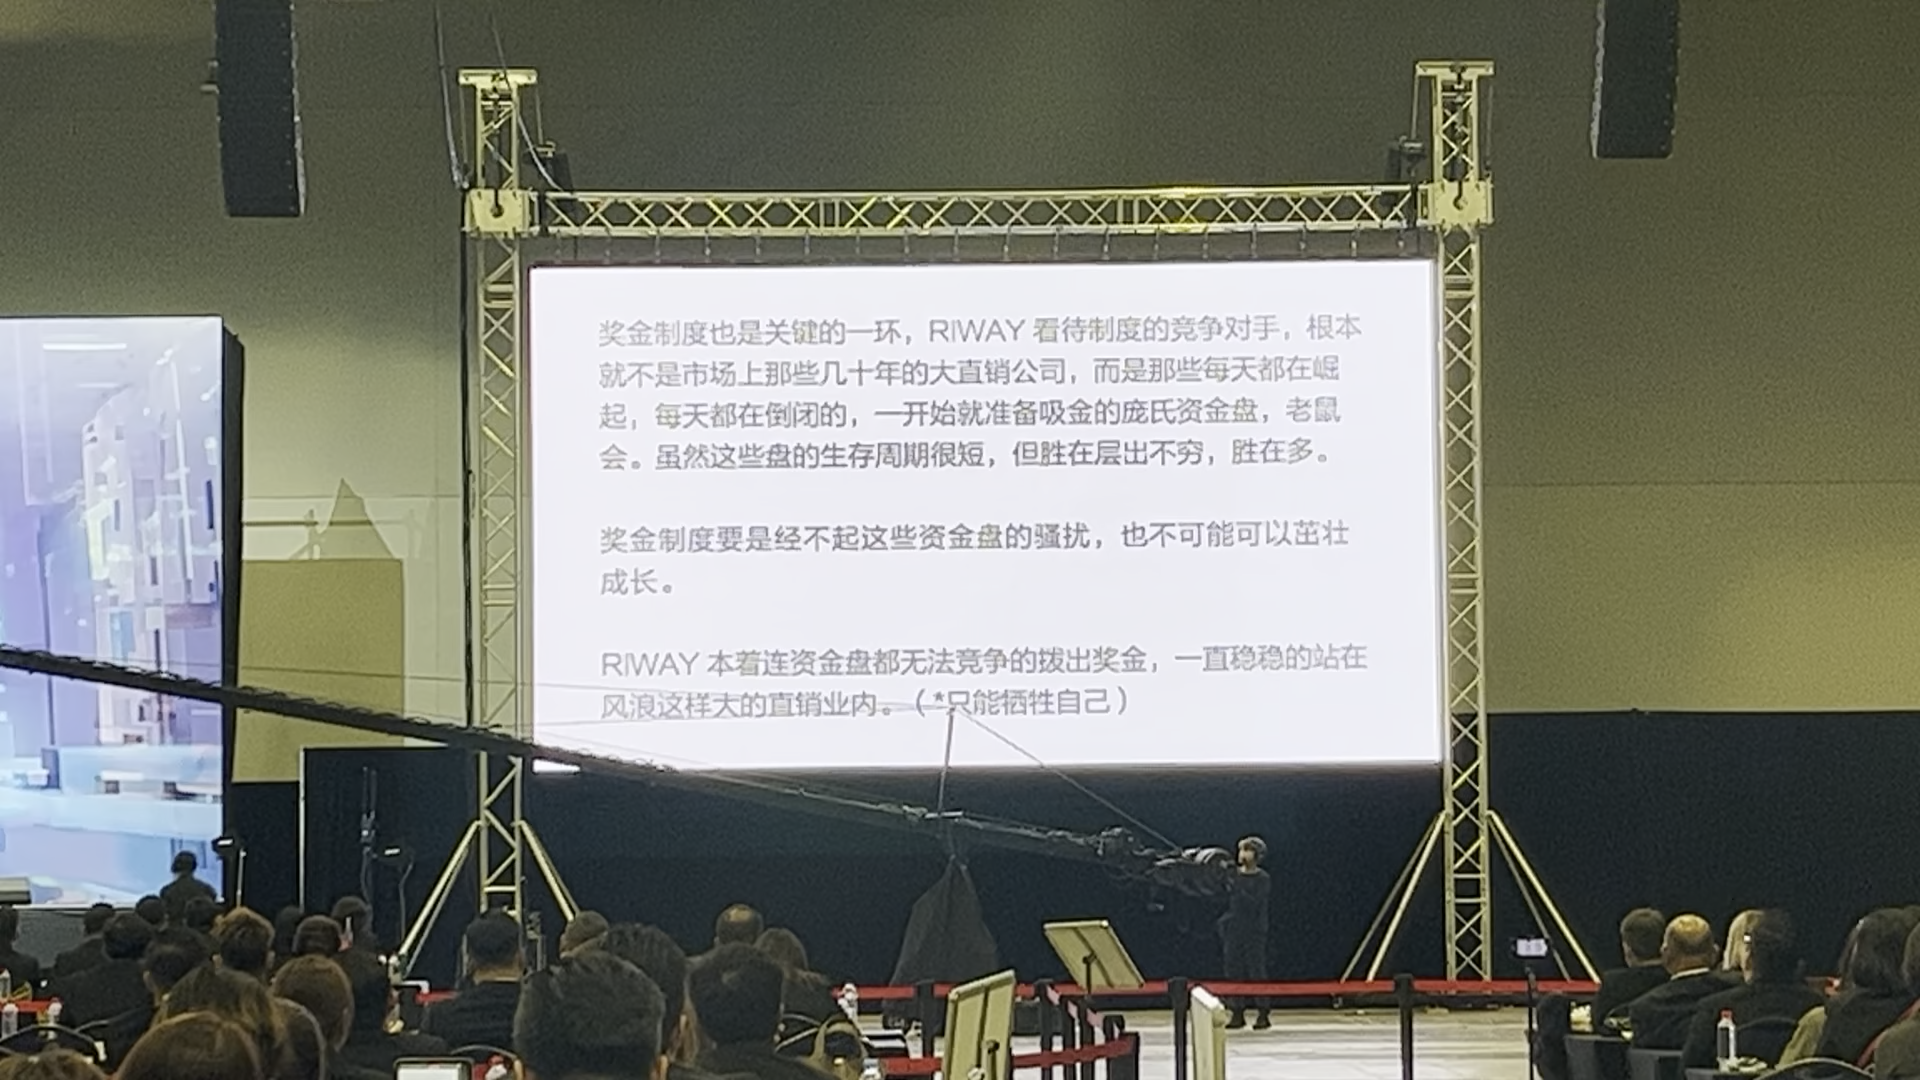 奖金制度也是关键的一环，RIWAY 看待制度的竞争对手，根本
就不是市场上那些几十年的大直销公司，而是那些每天都在崛
起，每天都在倒闭的，一开始就准备吸金的庞氏资金盘，老鼠
会。虽然这些盘的生存周期很短，但胜在层出不穷，胜在多。
奖金制度要是经不起这些资金盘的骚扰，也不可能可以茁壮
成长。
RIWAY 本着连资金盘都无法竞争的拨出奖金，一直稳稳的站在
风浪这样大的直销业内。（*只能牺牲自己）